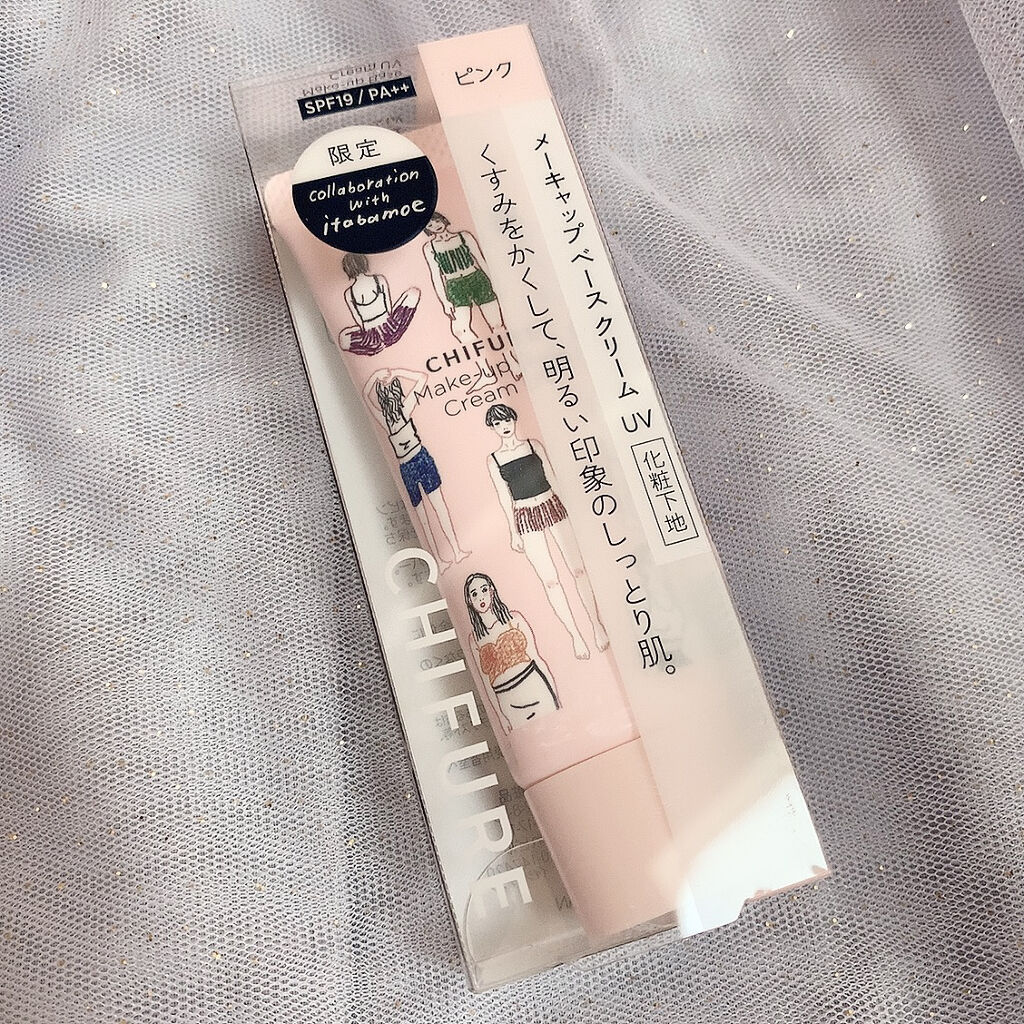 SPF19 / PA++
限定
collaboration
with
itabamoe
ピンク
メーキャップ ベース クリーム UV
化粧下地
くすみをかくして、明るい印象のしっとり肌。
CHIFU
Make-up
Cream
CHIFURE